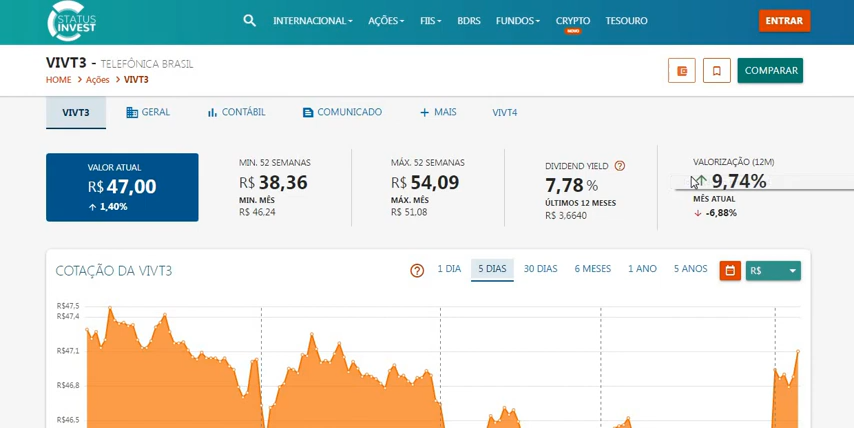 STATUS
INVEST
INTERNACIONAL
AÇÕES
FIIS
BDRS
FUNDOS
CRYPTO
NOVO
TESOURO
ENTRAR
VIVT3 - TELEFÔNICA BRASIL
HOME > Ações > VIVT3
COMPARAR
VIVT3
GERAL
CONTÁBIL
COMUNICADO
+ MAIS
VIVT4
VALOR ATUAL
R$ 47,00
↑ 1,40%
MIN. 52 SEMANAS
R$ 38,36
MIN. MÊS
R$ 46,24
MÁX. 52 SEMANAS
R$ 54,09
MÁX. MÊS
R$ 51,08
DIVIDEND YIELD ?
7,78 %
ÚLTIMOS 12 MESES
R$ 3,6640
VALORIZAÇÃO (12M)
↑ 9,74%
MÊS ATUAL
↓ -6,88%
COTAÇÃO DA VIVT3
?
1 DIA
5 DIAS
30 DIAS
6 MESES
1 ANO
5 ANOS
R$
R$47,5
R$47,4
R$47,1
R$46,8
R$46,5